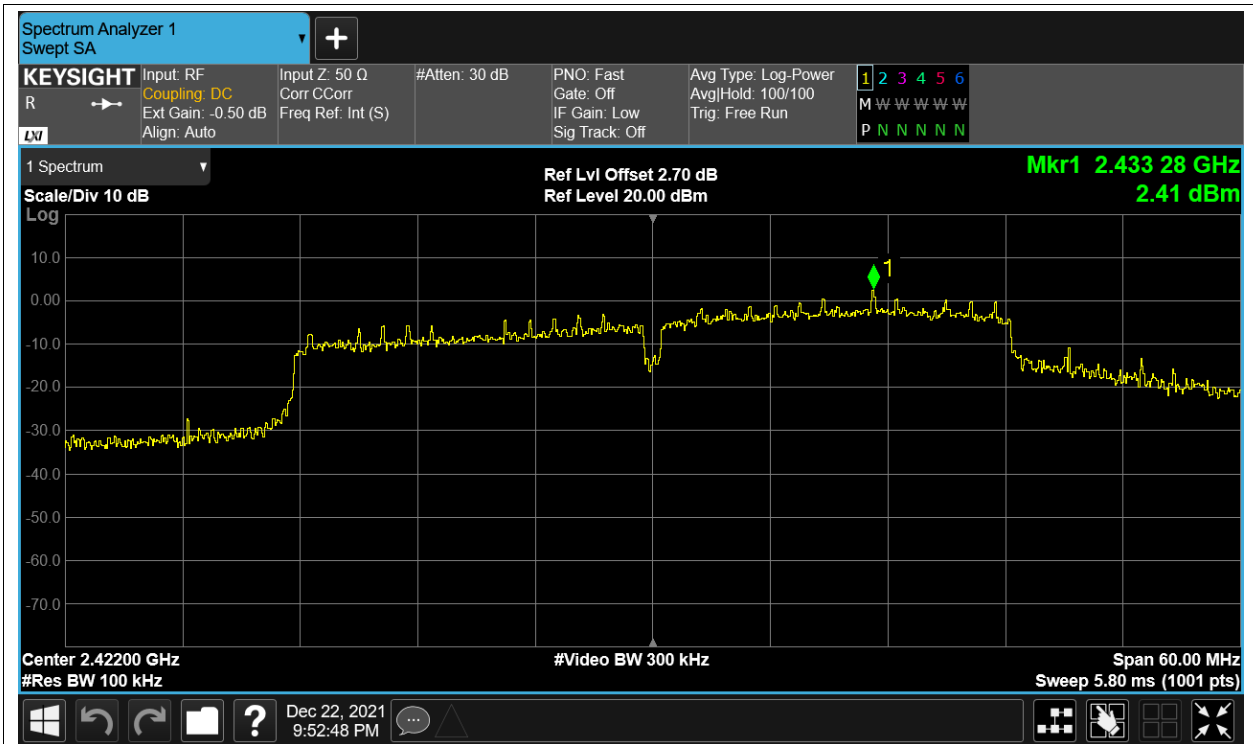 Spectrum Analyzer 1
Swept SA
KEYSIGHT
R
LXI
Input: RF
Coupling: DC
Ext Gain: -0.50 dB
Align: Auto
Input Z: 50 Ω
Corr CCorr
Freq Ref: Int (S)
#Atten: 30 dB
PNO: Fast
Gate: Off
IF Gain: Low
Sig Track: Off
Avg Type: Log-Power
Avg|Hold: 100/100
Trig: Free Run
1 2 3 4 5 6
M W W W W W
P N N N N N
1 Spectrum
Scale/Div 10 dB
Log
Ref Lvl Offset 2.70 dB
Ref Level 20.00 dBm
Mkr1 2.433 28 GHz
2.41 dBm
1
10.0
0.00
-10.0
-20.0
-30.0
-40.0
-50.0
-60.0
-70.0
Center 2.42200 GHz
#Res BW 100 kHz
#Video BW 300 kHz
Span 60.00 MHz
Sweep 5.80 ms (1001 pts)
?
Dec 22, 2021
9:52:48 PM